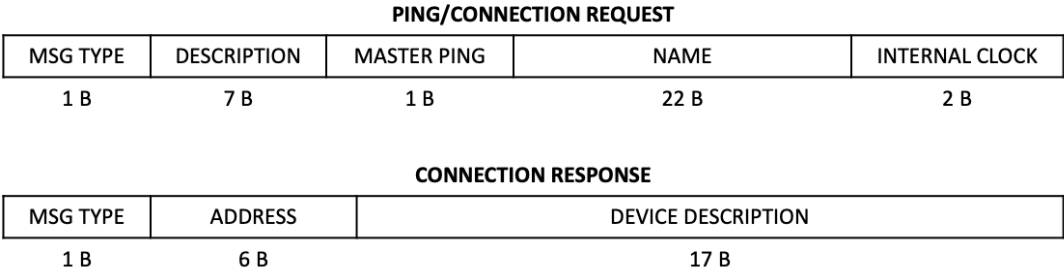 PING/CONNECTION REQUEST
MSG TYPE DESCRIPTION MASTER PING NAME INTERNAL CLOCK
1 B 7 B 1 B 22 B 2 B
CONNECTION RESPONSE
MSG TYPE ADDRESS DEVICE DESCRIPTION
1 B 6 B 17 B